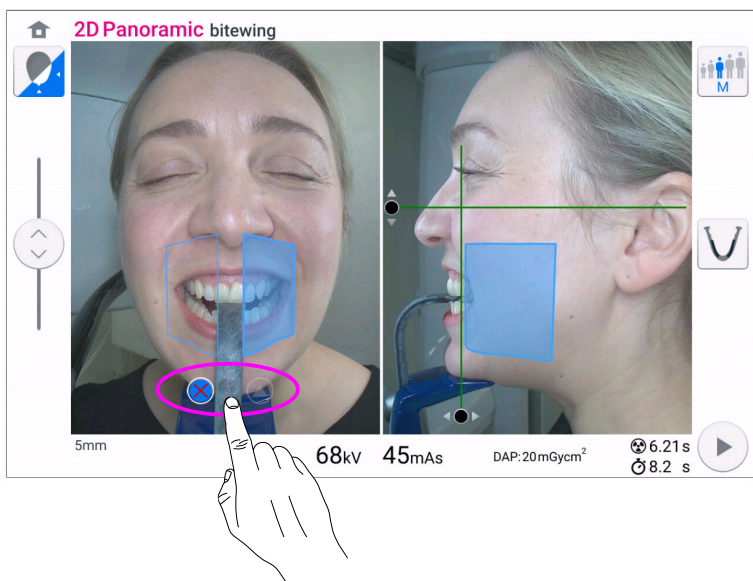 2D Panoramic bitewing
M
5mm
68kV 45mAs DAP:20mGycm²
6.21s
8.2 s